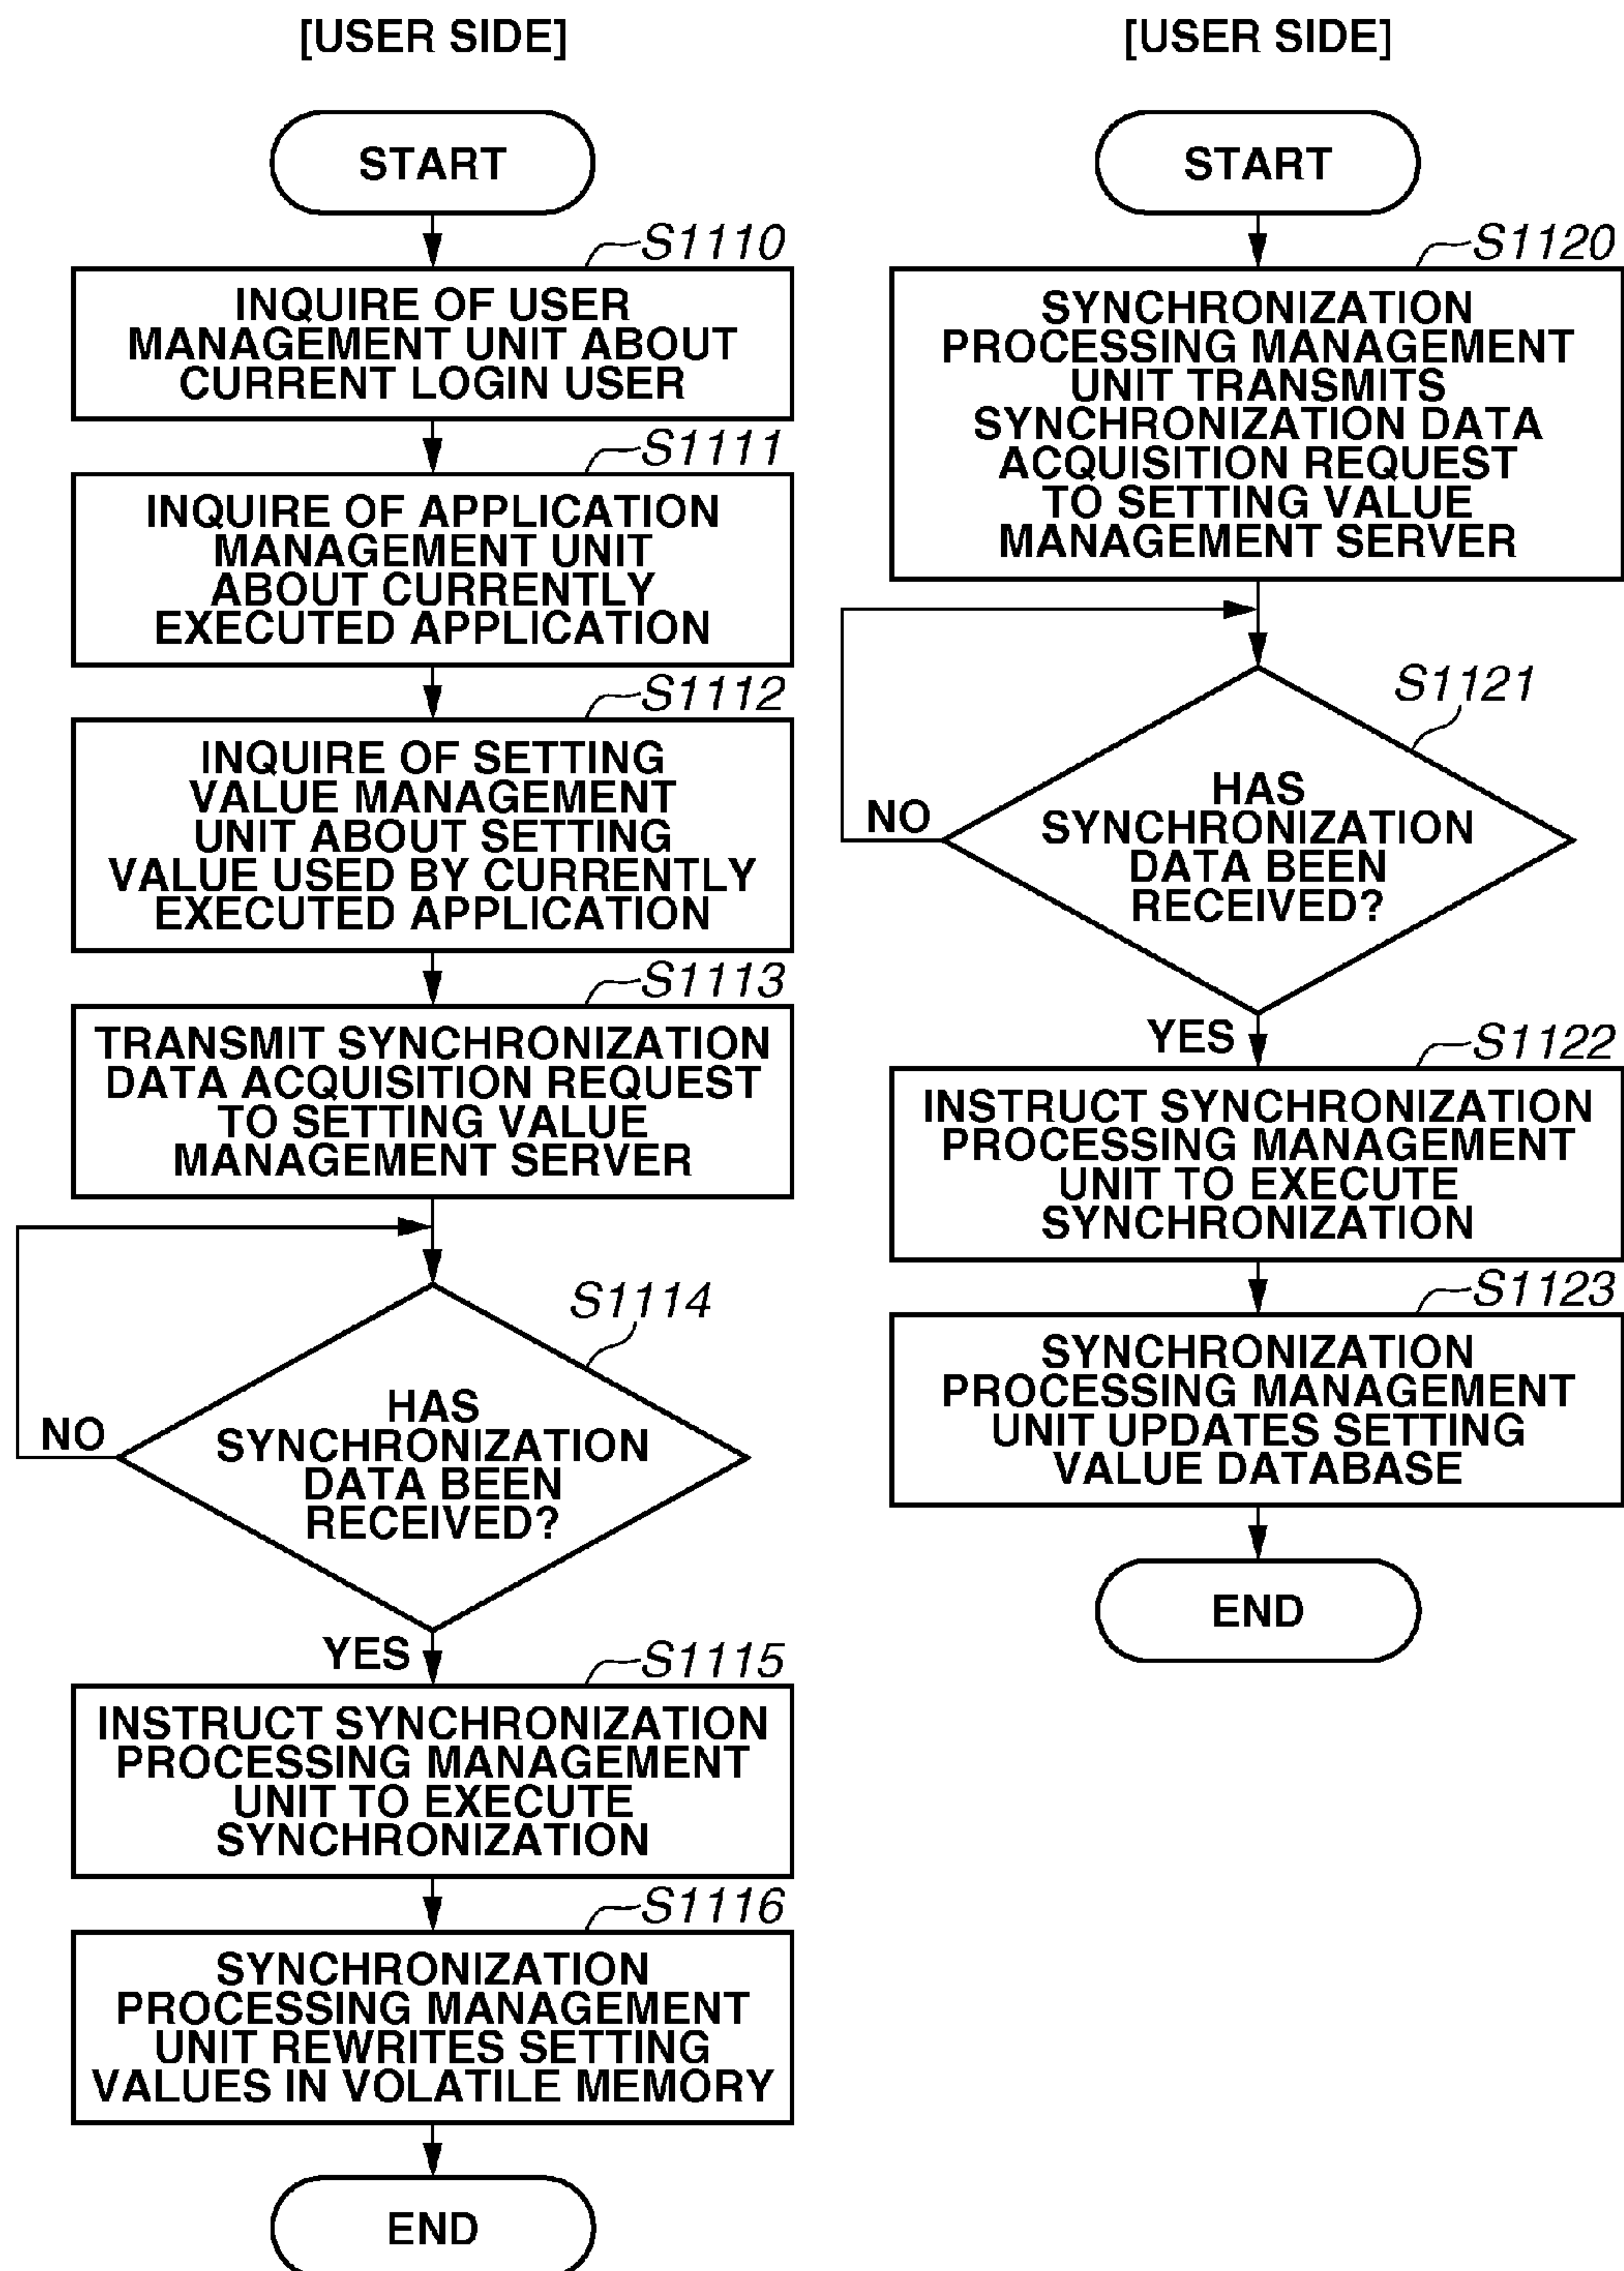 [USER SIDE]
START
S1110
INQUIRE OF USER
MANAGEMENT UNIT ABOUT
CURRENT LOGIN USER
S1111
INQUIRE OF APPLICATION
MANAGEMENT UNIT
ABOUT CURRENTLY
EXECUTED APPLICATION
S1112
INQUIRE OF SETTING
VALUE MANAGEMENT
UNIT ABOUT SETTING
VALUE USED BY CURRENTLY
EXECUTED APPLICATION
S1113
TRANSMIT SYNCHRONIZATION
DATA ACQUISITION REQUEST
TO SETTING VALUE
MANAGEMENT SERVER
S1114
HAS
SYNCHRONIZATION
DATA BEEN
RECEIVED?
NO
YES
S1115
INSTRUCT SYNCHRONIZATION
PROCESSING MANAGEMENT
UNIT TO EXECUTE
SYNCHRONIZATION
S1116
SYNCHRONIZATION
PROCESSING MANAGEMENT
UNIT REWRITES SETTING
VALUES IN VOLATILE MEMORY
END
[USER SIDE]
START
S1120
SYNCHRONIZATION
PROCESSING MANAGEMENT
UNIT TRANSMITS
SYNCHRONIZATION DATA
ACQUISITION REQUEST
TO SETTING VALUE
MANAGEMENT SERVER
S1121
HAS
SYNCHRONIZATION
DATA BEEN
RECEIVED?
NO
YES
S1122
INSTRUCT SYNCHRONIZATION
PROCESSING MANAGEMENT
UNIT TO EXECUTE
SYNCHRONIZATION
S1123
SYNCHRONIZATION
PROCESSING MANAGEMENT
UNIT UPDATES SETTING
VALUE DATABASE
END